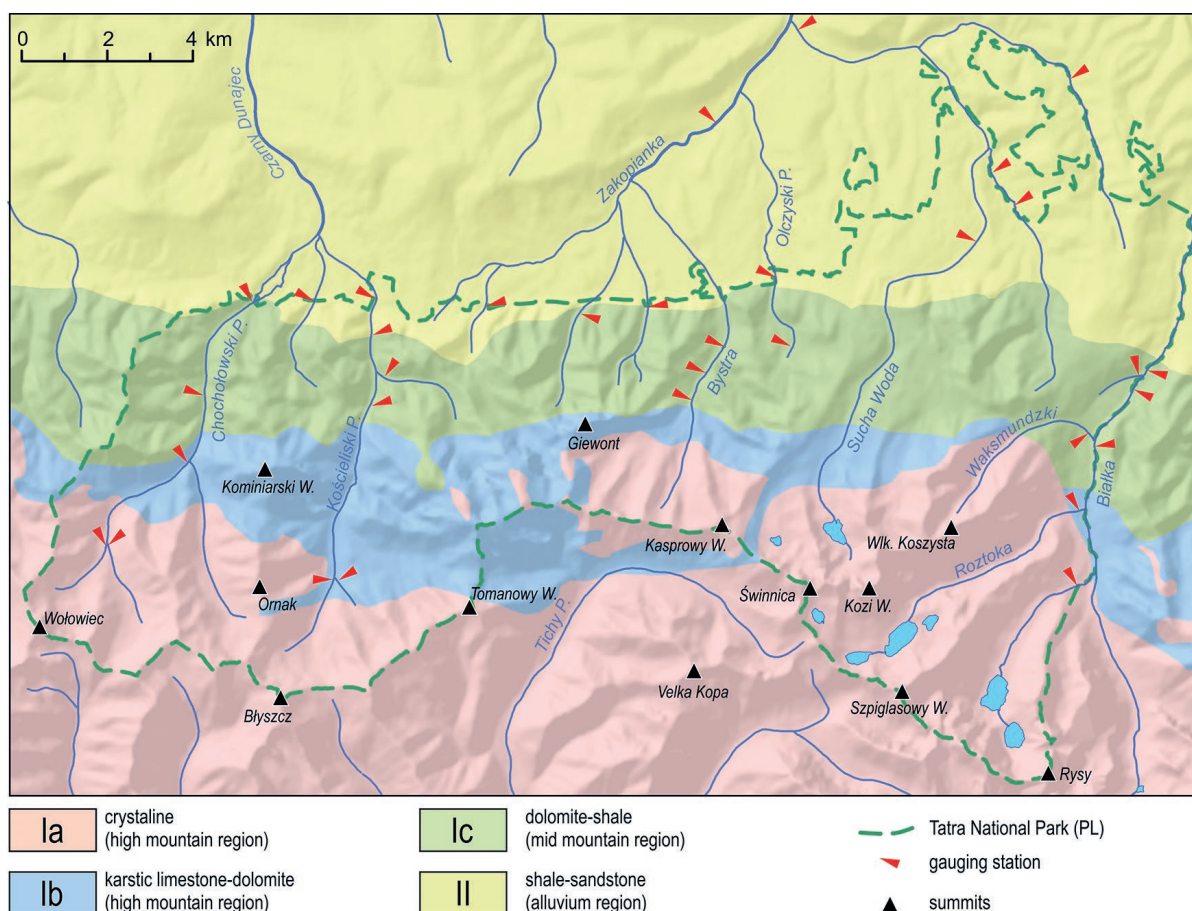 0 2 4 km
Czarny Dunajec
Zakopianka
Olczyski P.
Chochołowski P.
Kościeliski P.
Bystra
Sucha Woda
Waksmundzki
Białka
Giewont
Kominiarski W.
Kasprowy W.
Wlk. Koszysta
Roztoka
Ornak
Tomanowy W.
Tichy P.
Świnnica
Kozi W.
Wołowiec
Velka Kopa
Szpiglasowy W.
Błyszcz
Rysy
Ia
crystaline
(high mountain region)
Ib
karstic limestone-dolomite
(high mountain region)
Ic
dolomite-shale
(mid mountain region)
II
shale-sandstone
(alluvium region)
Tatra National Park (PL)
gauging station
summits